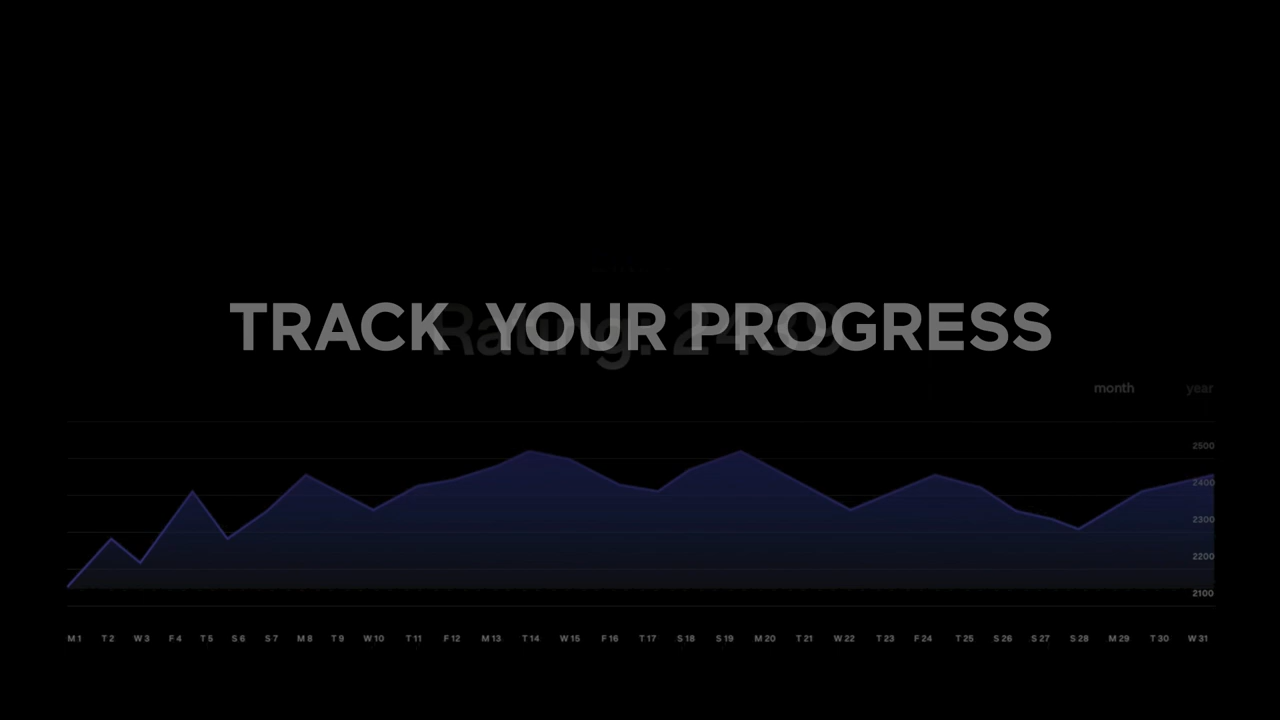 TRACK YOUR PROGRESS
Rating: 2439
month year
2500
2400
2300
2200
2100
M 1 T 2 W 3 F 4 T 5 S 6 S 7 M 8 T 9 W 10 T 11 F 12 M 13 T 14 W 15 F 16 T 17 S 18 S 19 M 20 T 21 W 22 T 23 F 24 T 25 S 26 S 27 S 28 M 29 T 30 W 31